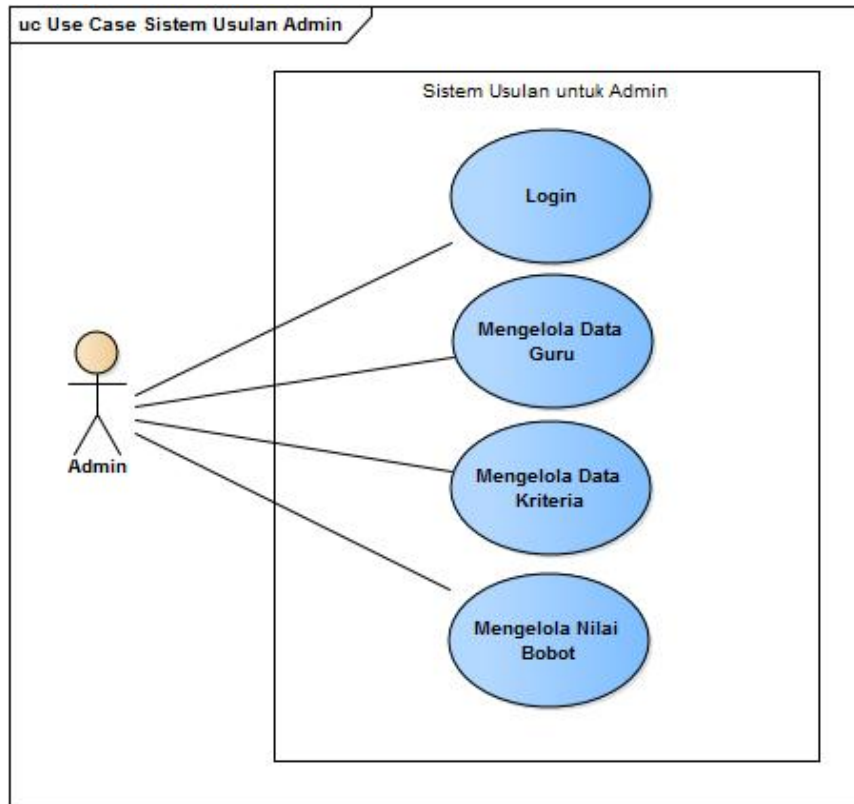 uc Use Case Sistem Usulan Admin
Sistem Usulan untuk Admin
Login
Mengelola Data
Guru
Mengelola Data
Kriteria
Mengelola Nilai
Bobot
Admin